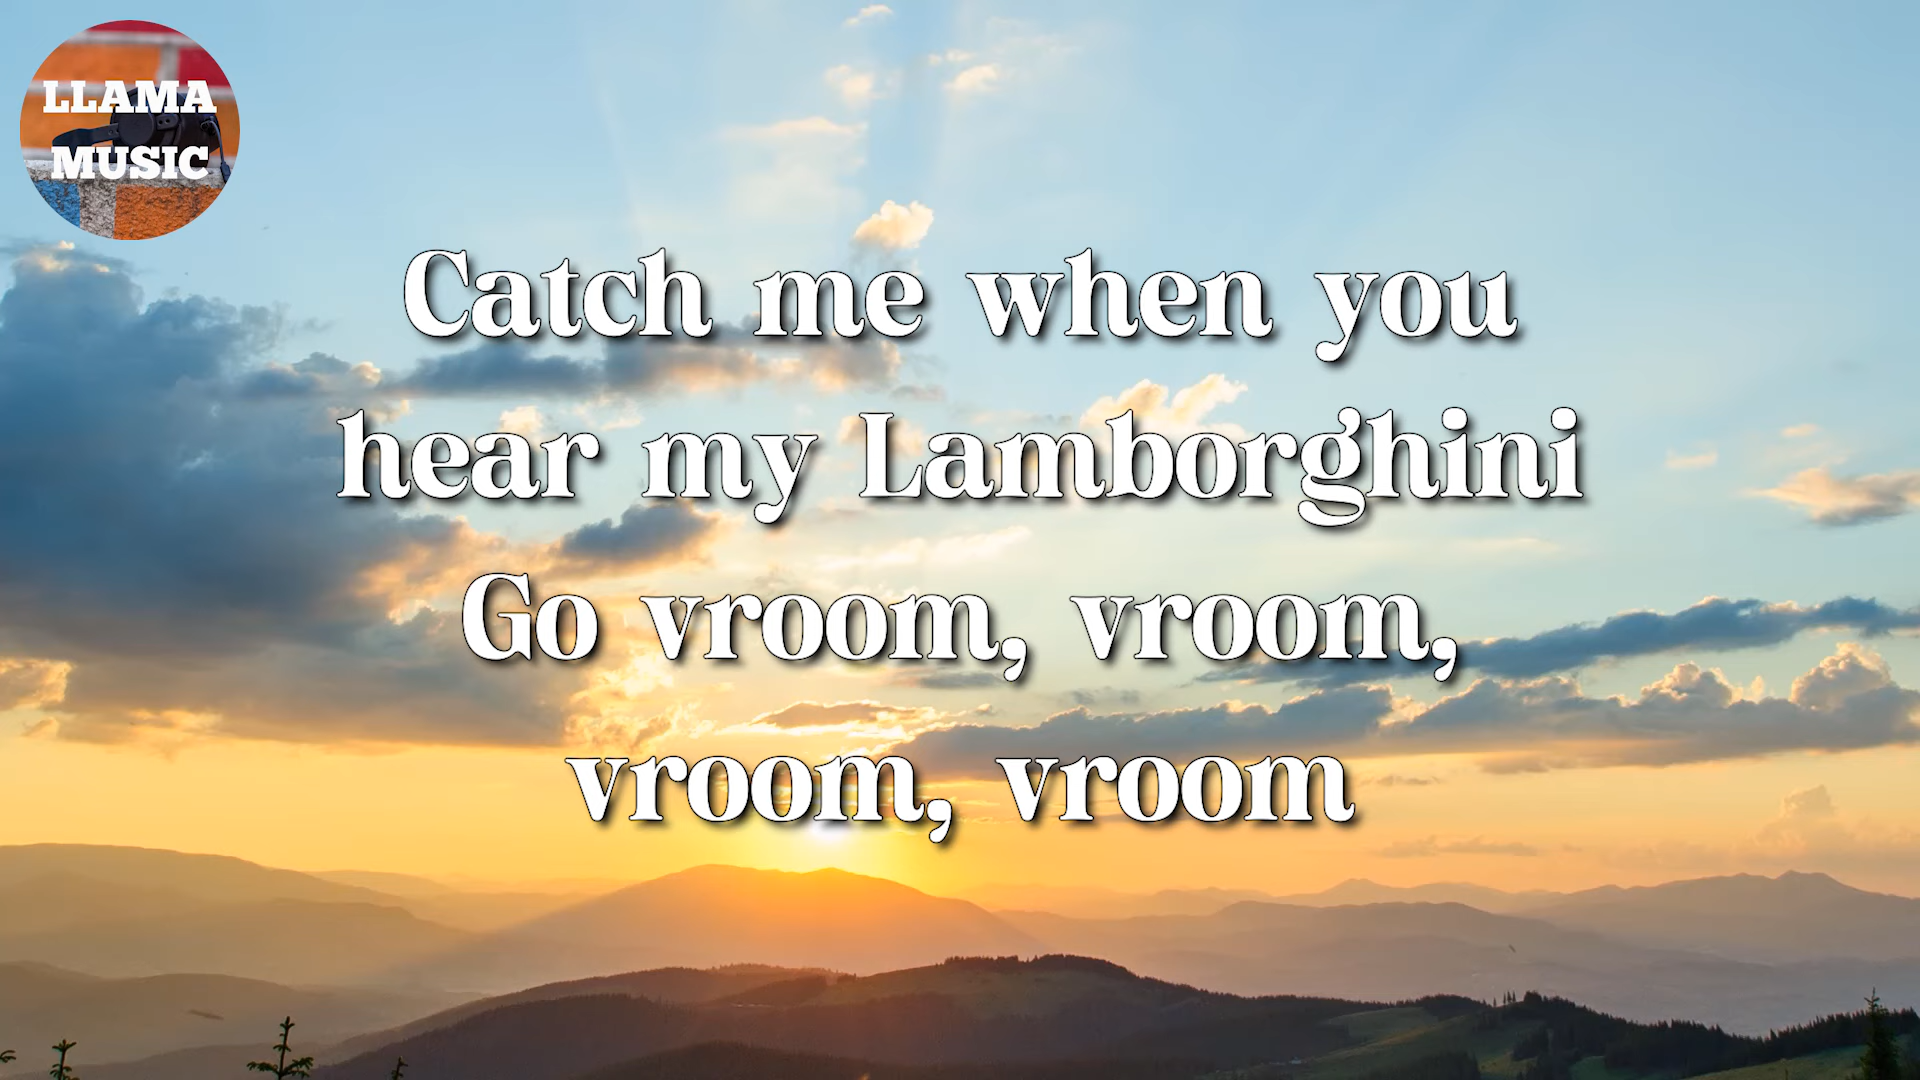 LLAMA
MUSIC
Catch me when you
hear my Lamborghini
Go vroom, vroom,
vroom, vroom